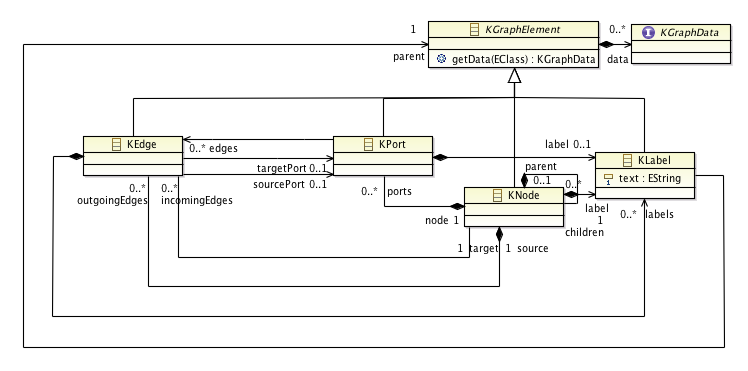 1
KGraphElement
0..*
KGraphData
parent
getData(EClass) : KGraphData
data
KEdge
0..* edges
KPort
label 0..1
KLabel
targetPort 0..1
sourcePort 0..1
parent
text : EString
0..*
0..*
0..* ports
0..1
0..*
KNode
outgoingEdges
incomingEdges
label
0..* labels
node 1
1
children
1 target
1 source